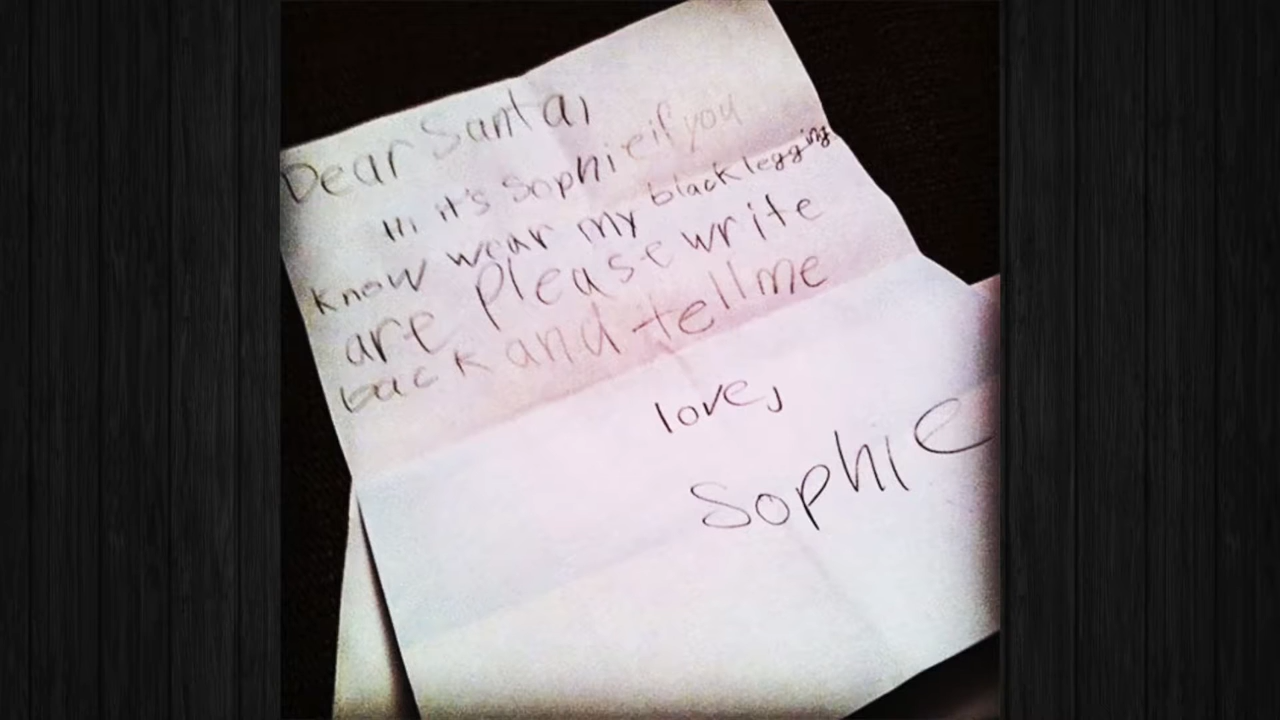 Dear Santa,
Hi it's Sophie if you
know wear my black leggings
are please write
back and tell me
love,
Sophie